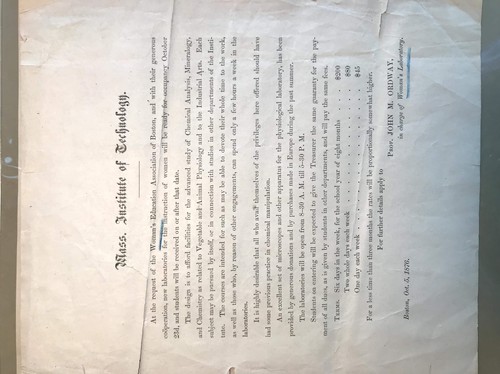 Mass. Institute of Technology.
At the request of the Woman's Education Association of Boston, and with their generous
cooperation, new laboratories for the instruction of women will be ready for occupancy October
23d, and students will be received on or after that date.
The design is to afford facilities for the advanced study of Chemical Analysis, Mineralogy,
and Chemistry as related to Vegetable and Animal Physiology and to the Industrial Arts. Each
subject may be pursued by itself, or in connection with studies in other departments of the Insti-
tute. The courses are intended for such as may be able to devote their whole time to the work,
as well as those who, by reason of other engagements, can spend only a few hours a week in the
laboratories.
It is highly desirable that all who avail themselves of the privileges here offered should have
had some previous practice in chemical manipulation.
An excellent set of microscopes and other apparatus for the physiological laboratory, has been
provided by generous donations and by purchases made in Europe during the past summer.
The laboratories will be open from 8-30 A. M. till 5-30 P. M.
Students on entering will be expected to give the Treasurer the same guaranty for the pay-
ment of all dues, as is given by students in other departments, and will pay the same fees.
TERMS. Six days in the week, for the school year of eight months . . . $200
Two whole days each week . . . . . . . $80
One day each week . . . . . . . . $45
For a less time than three months the rates will be proportionally somewhat higher.
For further details apply to
PROF. JOHN M. ORDWAY,
in charge of Woman's Laboratory.
Boston, Oct. 5, 1876.